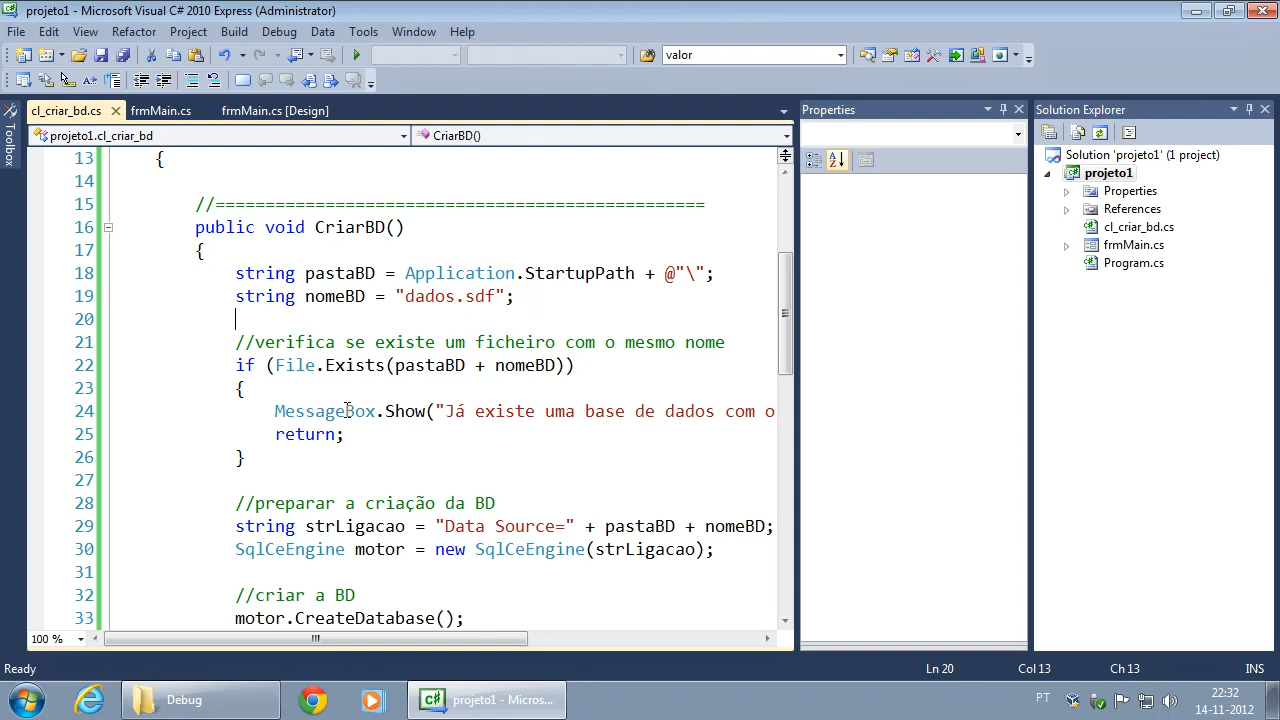 projeto1 - Microsoft Visual C# 2010 Express (Administrator)
File Edit View Refactor Project Build Debug Data Tools Window Help
valor
cl_criar_bd.cs frmMain.cs frmMain.cs [Design]
projeto1.cl_criar_bd CriarBD()
Toolbox
13 {
14
15 //=================================================
16 public void CriarBD()
17 {
18 string pastaBD = Application.StartupPath + @"\";
19 string nomeBD = "dados.sdf";
20
21 //verifica se existe um ficheiro com o mesmo nome
22 if (File.Exists(pastaBD + nomeBD))
23 {
24 MessageBox.Show("Já existe uma base de dados com o
25 return;
26 }
27
28 //preparar a criação da BD
29 string strLigacao = "Data Source=" + pastaBD + nomeBD;
30 SqlCeEngine motor = new SqlCeEngine(strLigacao);
31
32 //criar a BD
33 motor.CreateDatabase();
100 %
Properties
Solution Explorer
Solution 'projeto1' (1 project)
projeto1
Properties
References
cl_criar_bd.cs
frmMain.cs
Program.cs
Ready Ln 20 Col 13 Ch 13 INS
Debug projeto1 - Micros... PT 22:32
14-11-2012